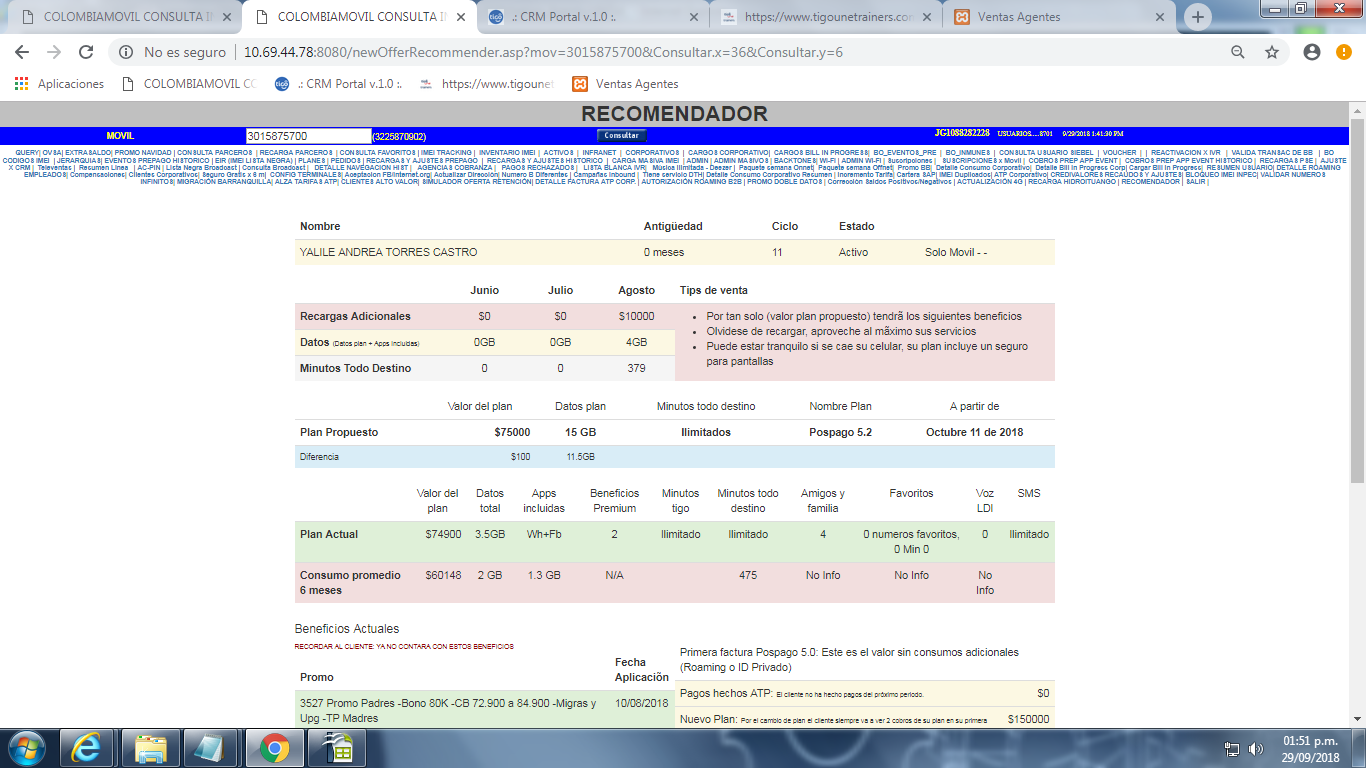 COLOMBIAMOVIL CONSULTA IN
COLOMBIAMOVIL CONSULTA IN
.: CRM Portal v.1.0 :.
https://www.tigounetrainers.co
Ventas Agentes
No es seguro | 10.69.44.78:8080/newOfferRecommender.asp?mov=3015875700&Consultar.x=36&Consultar.y=6
Aplicaciones
COLOMBIAMOVIL CO
.: CRM Portal v.1.0 :.
https://www.tigounet
Ventas Agentes
RECOMENDADOR
MOVIL 3015875700 (3225870902) Consultar JG1088282228 USUARIOS.....8701 9/29/2018 1:41:30 PM
QUERY| OV8A| EXTRASALDO| PROMO NAVIDAD | CONSULTA PARCEROS | RECARGA PARCEROS | CONSULTA FAVORITOS | IMEI TRACKING | INVENTARIO IMEI | ACTIVOS | INFRANET | CORPORATIVOS | CARGOS CORPORATIVO| CARGOS BILL IN PROGRESS| BO_EVENTOS_PRE | BO_INMUNES | CONSULTA USUARIO SIEBEL | VOUCHER | | REACTIVACION X IVR | VALIDA TRANSAC DE BB | BO
CODIGOS IMEI | JERARQUIAS| EVENTOS PREPAGO HISTORICO | EIR (IMEI LISTA NEGRA) | PLANES | PEDIDOS | RECARGAS Y AJUSTES PREPAGO | RECARGAS Y AJUSTES HISTORICO | CARGA MASIVA IMEI | ADMIN | ADMIN MASIVOS | BACKTONES| WI-FI | ADMIN WI-FI | Suscripciones | SUSCRIPCIONES x Movil | COBROS PREP APP EVENT | COBROS PREP APP EVENT HISTORICO | RECARGAS PSE | AJUSTE
X CRM | Televentas | Resumen Linea | AC-PIN | Lista Negra Broadcast | Consulta Broadcast | DETALLE NAVEGACION HIST | AGENCIAS COBRANZA | PAGOS RECHAZADOS | LISTA BLANCA IVR| Música Ilimitada - Deezer | Paquete semana Onnet| Paquete semana Offnet| Promo BB| Detalle Consumo Corporativo| Detalle Bill In Progress Corp| Cargar Bill In Progress| RESUMEN USUARIO| DETALLE ROAMING
EMPLEADOS| Compensaciones| Clientes Corporativos| Seguro Gratis x 8 m| CONFIG TERMINALES| Aceptacion FB(Internet.Org)| Actualizar Dirección| Numero B Diferentes | Campañas Inbound | Tiene servicio DTH| Detalle Consumo Corporativo Resumen | Incremento Tarifa| Cartera SAP| IMEI Duplicados| ATP Corporativo| CREDIVALORES RECAUDOS Y AJUSTES| BLOQUEO IMEI INPEC| VALIDAR NUMEROS
INFINITOS| MIGRACIÓN BARRANQUILLA| ALZA TARIFAS ATP| CLIENTES ALTO VALOR| SIMULADOR OFERTA RETENCIÓN| DETALLE FACTURA ATP CORP. | AUTORIZACIÓN ROAMING B2B | PROMO DOBLE DATOS | Corrección Saldos Positivos/Negativos | ACTUALIZACIÓN 4G | RECARGA HIDROITUANGO | RECOMENDADOR | SALIR |
Nombre Antigüedad Ciclo Estado
YALILE ANDREA TORRES CASTRO 0 meses 11 Activo Solo Movil - -
Junio Julio Agosto Tips de venta
Recargas Adicionales $0 $0 $10000
Datos (Datos plan + Apps incluidas) 0GB 0GB 4GB
Minutos Todo Destino 0 0 379
• Por tan solo (valor plan propuesto) tendrã los siguientes beneficios
• Olvidese de recargar, aproveche al mãximo sus servicios
• Puede estar tranquilo si se cae su celular, su plan incluye un seguro
para pantallas
Valor del plan Datos plan Minutos todo destino Nombre Plan A partir de
Plan Propuesto $75000 15 GB Ilimitados Pospago 5.2 Octubre 11 de 2018
Diferencia $100 11.5GB
Valor del Datos Apps Beneficios Minutos Minutos todo Amigos y Favoritos Voz SMS
plan total incluidas Premium tigo destino familia LDI
Plan Actual $74900 3.5GB Wh+Fb 2 Ilimitado Ilimitado 4 0 numeros favoritos, 0 Ilimitado
0 Min 0
Consumo promedio $60148 2 GB 1.3 GB N/A 475 No Info No Info No
6 meses Info
Beneficios Actuales
RECORDAR AL CLIENTE: YA NO CONTARA CON ESTOS BENEFICIOS
Promo Fecha
Aplicaciõn
3527 Promo Padres -Bono 80K -CB 72.900 a 84.900 -Migras y 10/08/2018
Upg -TP Madres
Primera factura Pospago 5.0: Este es el valor sin consumos adicionales
(Roaming o ID Privado)
Pagos hechos ATP: El cliente no ha hecho pagos del próximo periodo. $0
Nuevo Plan: Por el cambio de plan el cliente siempre va a ver 2 cobros de su plan en su primera $150000
01:51 p.m.
29/09/2018